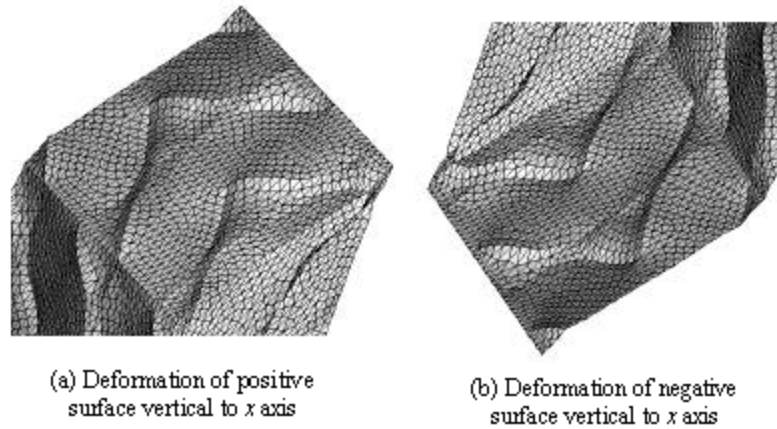 (a) Deformation of positive
surface vertical to x axis
(b) Deformation of negative
surface vertical to x axis